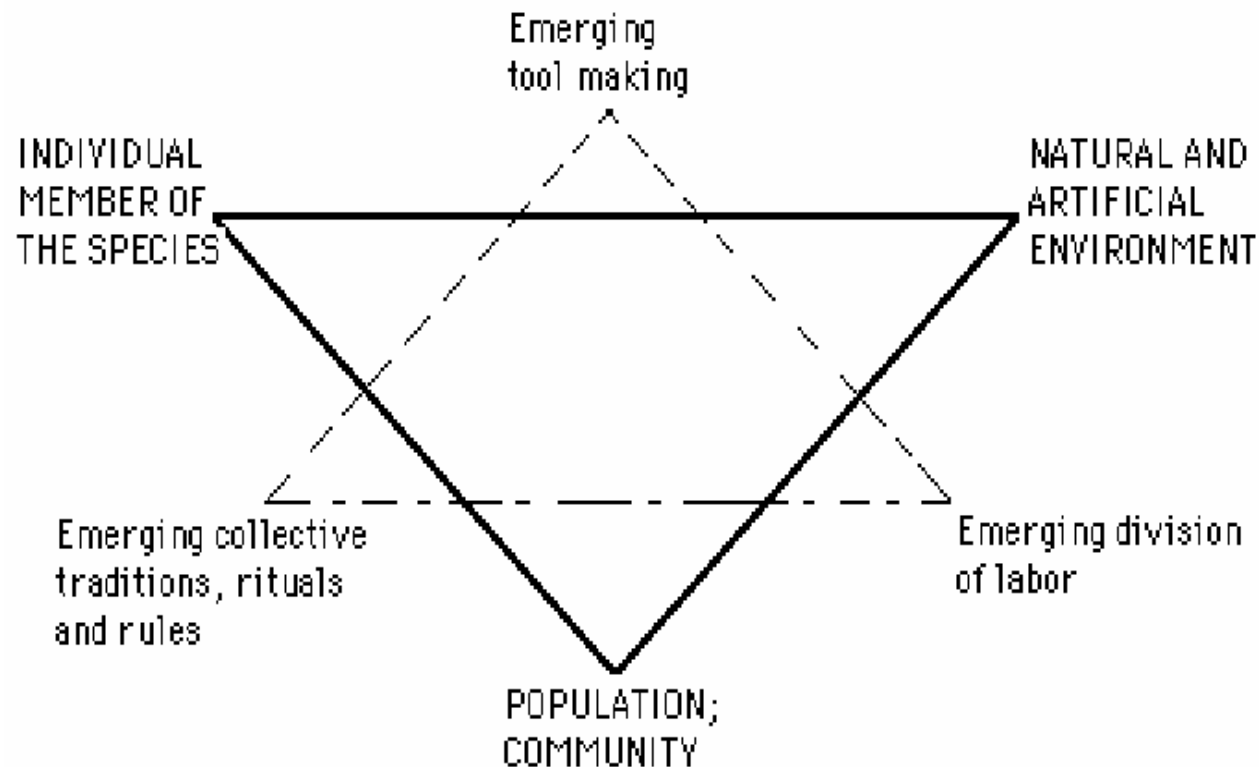 Emerging
tool making
INDIVIDUAL
MEMBER OF
THE SPECIES
NATURAL AND
ARTIFICIAL
ENVIRONMENT
Emerging collective
traditions, rituals
and rules
Emerging division
of labor
POPULATION;
COMMUNITY